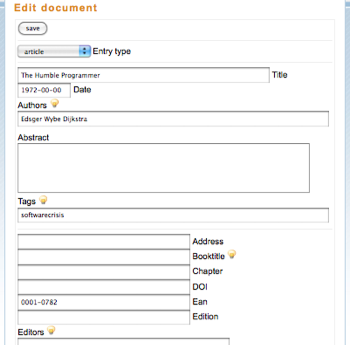 Edit document
save
article Entry type
The Humble Programmer Title
1972-00-00 Date
Authors
Edsger Wybe Dijkstra
Abstract
Tags
softwarecrisis
Address
Booktitle
Chapter
DOI
0001-0782 Ean
Edition
Editors